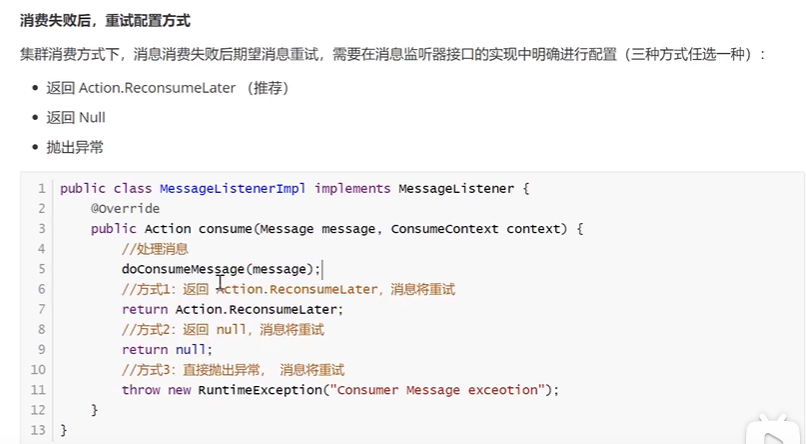 消费失败后，重试配置方式
集群消费方式下，消息消费失败后期望消息重试，需要在消息监听器接口的实现中明确进行配置（三种方式任选一种）：
返回 Action.ReconsumeLater （推荐）
返回 Null
抛出异常
1 public class MessageListenerImpl implements MessageListener {
2 @Override
3 public Action consume(Message message, ConsumeContext context) {
4 //处理消息
5 doConsumeMessage(message);
6 //方式1：返回 Action.ReconsumeLater，消息将重试
7 return Action.ReconsumeLater;
8 //方式2：返回 null，消息将重试
9 return null;
10 //方式3：直接抛出异常， 消息将重试
11 throw new RuntimeException("Consumer Message exceotion");
12 }
13 }